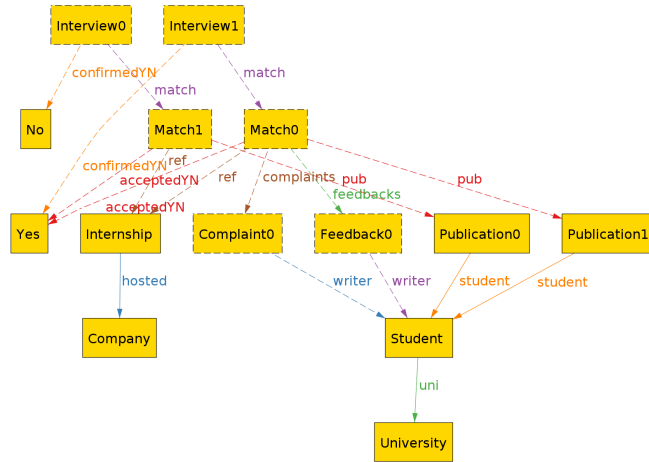 Interview0 Interview1
confirmedYN match match
No Match1 Match0
confirmedYN ref acceptedYN ref complaints feedbacks pub pub
acceptedYN
Yes Internship Complaint0 Feedback0 Publication0 Publication1
hosted writer writer student student
Company Student
uni
University